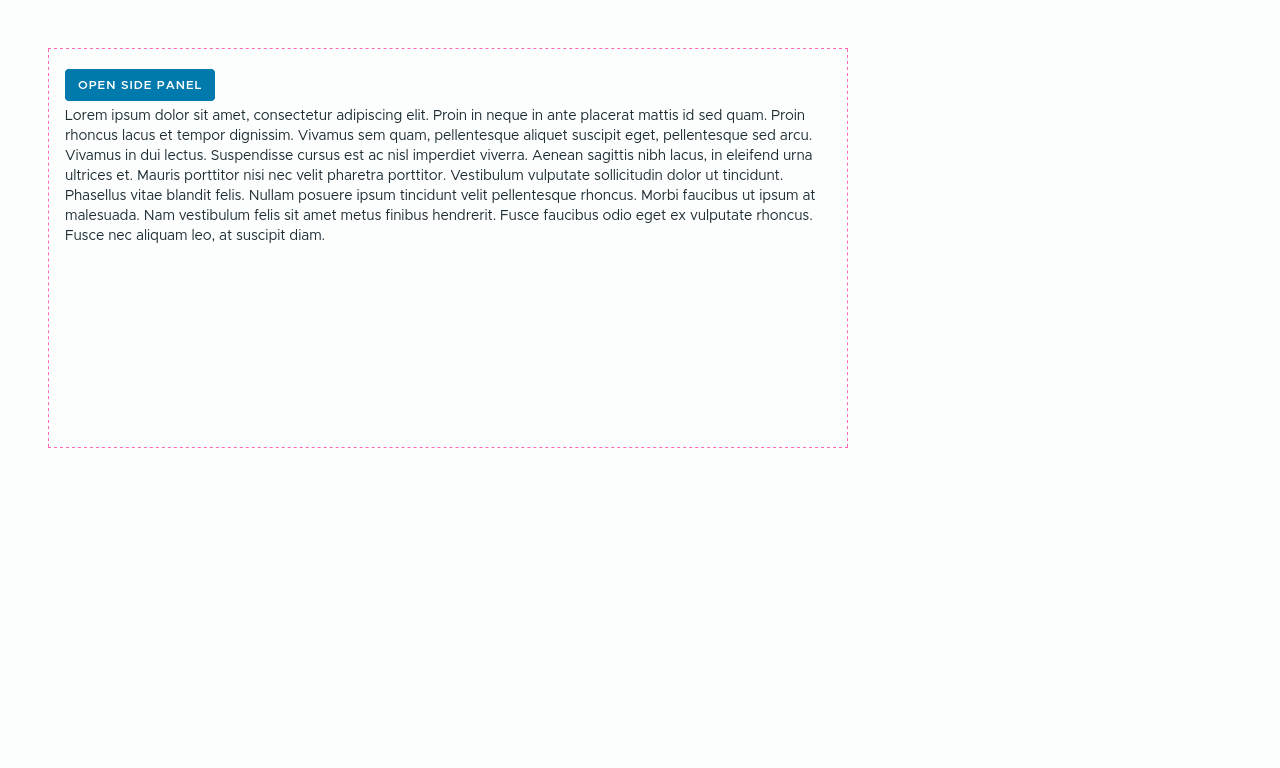 OPEN SIDE PANEL
Lorem ipsum dolor sit amet, consectetur adipiscing elit. Proin in neque in ante placerat mattis id sed quam. Proin
rhoncus lacus et tempor dignissim. Vivamus sem quam, pellentesque aliquet suscipit eget, pellentesque sed arcu.
Vivamus in dui lectus. Suspendisse cursus est ac nisl imperdiet viverra. Aenean sagittis nibh lacus, in eleifend urna
ultrices et. Mauris porttitor nisi nec velit pharetra porttitor. Vestibulum vulputate sollicitudin dolor ut tincidunt.
Phasellus vitae blandit felis. Nullam posuere ipsum tincidunt velit pellentesque rhoncus. Morbi faucibus ut ipsum at
malesuada. Nam vestibulum felis sit amet metus finibus hendrerit. Fusce faucibus odio eget ex vulputate rhoncus.
Fusce nec aliquam leo, at suscipit diam.